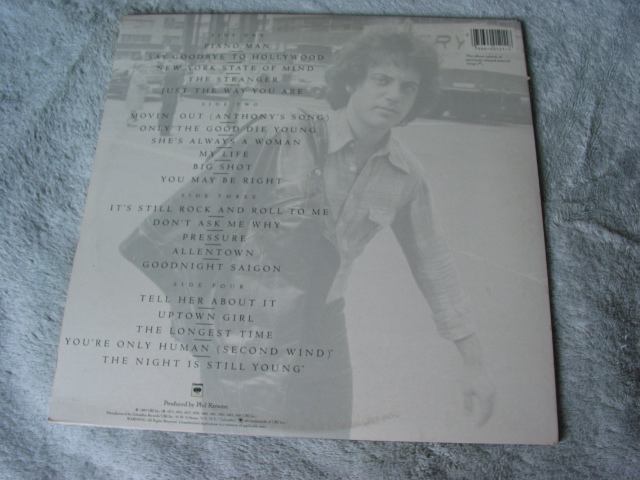 SIDE ONE
PIANO MAN
SAY GOODBYE TO HOLLYWOOD
NEW YORK STATE OF MIND
THE STRANGER
JUST THE WAY YOU ARE
SIDE TWO
MOVIN' OUT (ANTHONY'S SONG)
ONLY THE GOOD DIE YOUNG
SHE'S ALWAYS A WOMAN
MY LIFE
BIG SHOT
YOU MAY BE RIGHT
SIDE THREE
IT'S STILL ROCK AND ROLL TO ME
DON'T ASK ME WHY
PRESSURE
ALLENTOWN
GOODNIGHT SAIGON
SIDE FOUR
TELL HER ABOUT IT
UPTOWN GIRL
THE LONGEST TIME
YOU'RE ONLY HUMAN (SECOND WIND)*
THE NIGHT IS STILL YOUNG*
Produced by Phil Ramone
RY